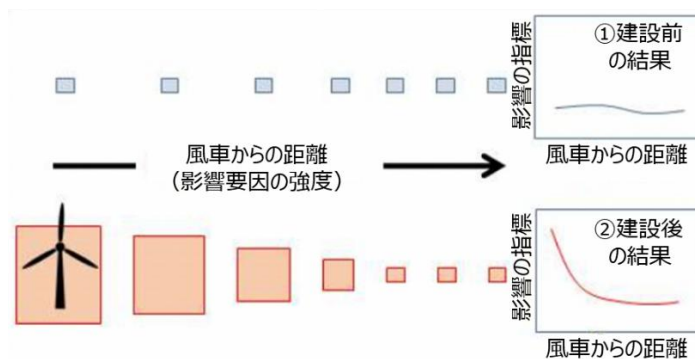 影響の指標
①建設前
の結果
風車からの距離
風車からの距離
(影響要因の強度)
影響の指標
②建設後
の結果
風車からの距離